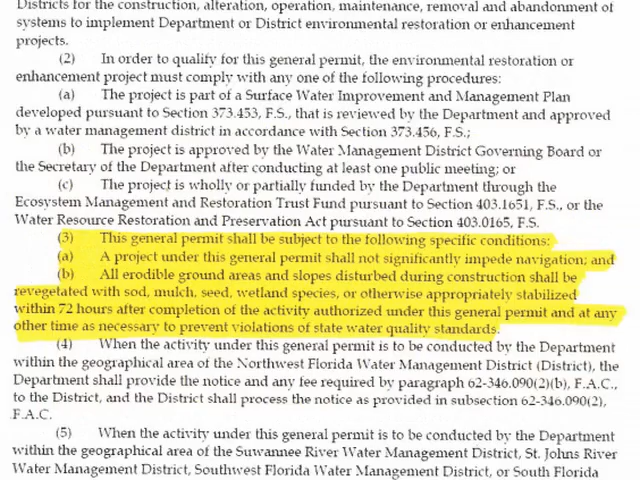 Districts for the construction, alteration, operation, maintenance, removal and abandonment of
systems to implement Department or District environmental restoration or enhancement
projects.
(2) In order to qualify for this general permit, the environmental restoration or
enhancement project must comply with any one of the following procedures:
(a) The project is part of a Surface Water Improvement and Management Plan
developed pursuant to Section 373.453, F.S., that is reviewed by the Department and approved
by a water management district in accordance with Section 373.456, F.S.;
(b) The project is approved by the Water Management District Governing Board or
the Secretary of the Department after conducting at least one public meeting; or
(c) The project is wholly or partially funded by the Department through the
Ecosystem Management and Restoration Trust Fund pursuant to Section 403.1651, F.S., or the
Water Resource Restoration and Preservation Act pursuant to Section 403.0165, F.S.
(3) This general permit shall be subject to the following specific conditions:
(a) A project under this general permit shall not significantly impede navigation; and
(b) All erodible ground areas and slopes disturbed during construction shall be
revegetated with sod, mulch, seed, wetland species, or otherwise appropriately stabilized
within 72 hours after completion of the activity authorized under this general permit and at any
other time as necessary to prevent violations of state water quality standards.
(4) When the activity under this general permit is to be conducted by the Department
within the geographical area of the Northwest Florida Water Management District (District), the
Department shall provide the notice and any fee required by paragraph 62-346.090(2)(b), F.A.C.,
to the District, and the District shall process the notice as provided in subsection 62-346.090(2),
F.A.C.
(5) When the activity under this general permit is to be conducted by the Department
within the geographical area of the Suwannee River Water Management District, St. Johns River
Water Management District, Southwest Florida Water Management District, or South Florida